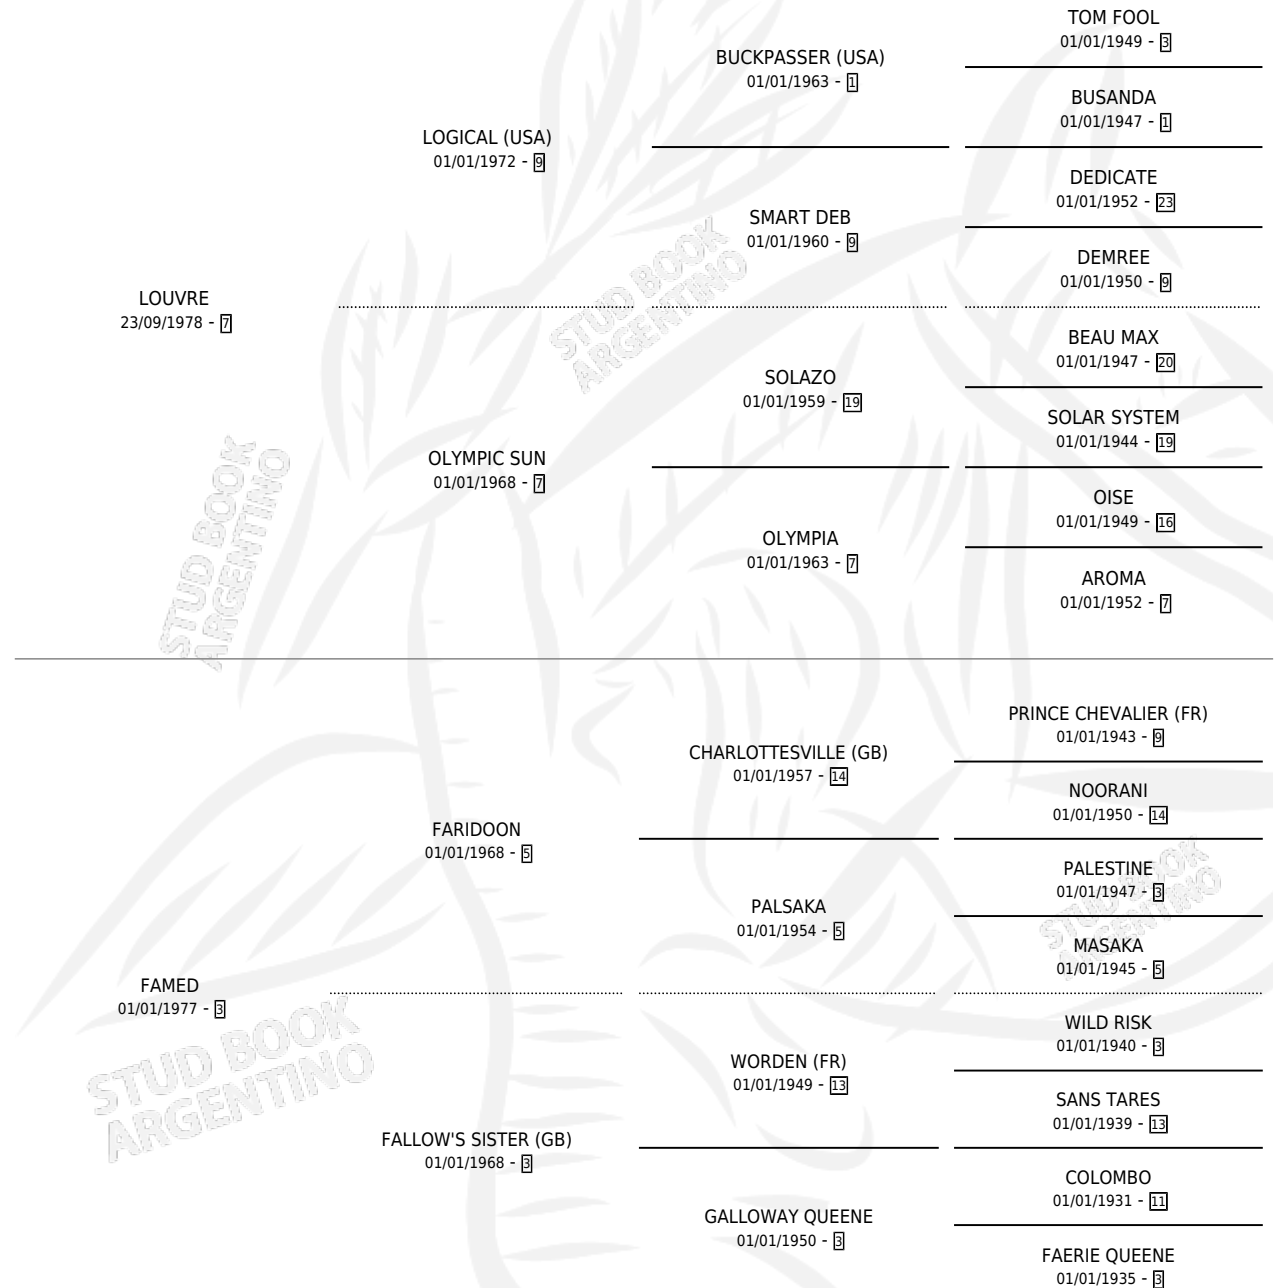 TOM FOOL
01/01/1949 - 3
BUCKPASSER (USA)
01/01/1963 - 1
BUSANDA
01/01/1947 - 1
LOGICAL (USA)
01/01/1972 - 9
DEDICATE
01/01/1952 - 23
SMART DEB
01/01/1960 - 9
DEMREE
01/01/1950 - 9
LOUVRE
23/09/1978 - 7
BEAU MAX
01/01/1947 - 20
SOLAZO
01/01/1959 - 19
SOLAR SYSTEM
01/01/1944 - 19
OLYMPIC SUN
01/01/1968 - 7
OISE
01/01/1949 - 16
OLYMPIA
01/01/1963 - 7
AROMA
01/01/1952 - 7
PRINCE CHEVALIER (FR)
01/01/1943 - 9
CHARLOTTESVILLE (GB)
01/01/1957 - 14
NOORANI
01/01/1950 - 14
FARIDOON
01/01/1968 - 5
PALESTINE
01/01/1947 - 3
PALSAKA
01/01/1954 - 5
MASAKA
01/01/1945 - 5
FAMED
01/01/1977 - 3
WILD RISK
01/01/1940 - 3
WORDEN (FR)
01/01/1949 - 13
SANS TARES
01/01/1939 - 13
FALLOW'S SISTER (GB)
01/01/1968 - 3
COLOMBO
01/01/1931 - 11
GALLOWAY QUEENE
01/01/1950 - 3
FAERIE QUEENE
01/01/1935 - 3
STUD BOOK
ARGENTINO
STUD BOOK
ARGENTINO
STUD BOOK
ARGENTINO
STUD BOOK
ARGENTINO